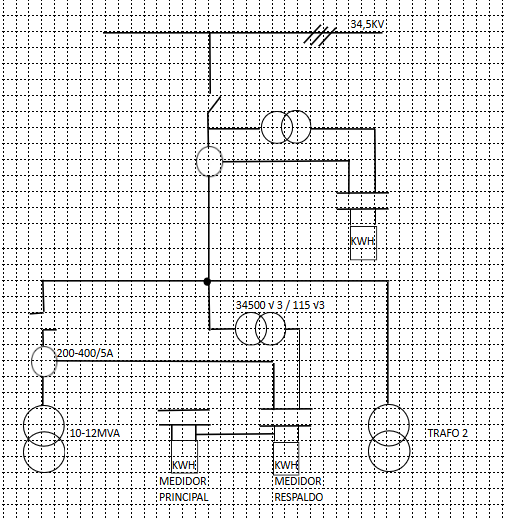 34,5KV
KWH
34500 √ 3 / 115 √3
200-400/5A
10-12MVA
TRAFO 2
KWH
KWH
MEDIDOR
PRINCIPAL
MEDIDOR
RESPALDO